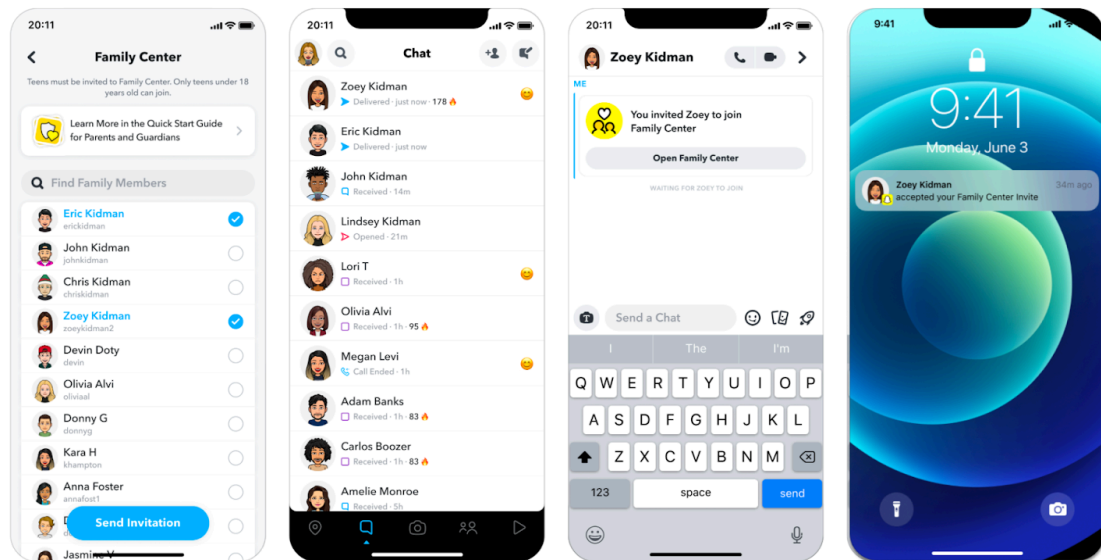 20:11
Family Center
Teens must be invited to Family Center. Only teens under 18
years old can join.
Learn More in the Quick Start Guide
for Parents and Guardians
Find Family Members
Eric Kidman
erickidman
John Kidman
johnkidman
Chris Kidman
chriskidman
Zoey Kidman
zoeykidman2
Devin Doty
devin
Olivia Alvi
oliviaal
Donny G
donnyg
Kara H
khampton
Anna Foster
annafost1
Send Invitation
Jasmine V
20:11
Chat
Zoey Kidman
Delivered · just now · 178 🔥
Eric Kidman
Delivered · just now
John Kidman
Received · 14m
Lindsey Kidman
Opened · 21m
Lori T
Received · 1h
Olivia Alvi
Received · 1h · 95 🔥
Megan Levi
Call Ended · 1h
Adam Banks
Received · 1h · 83 🔥
Carlos Boozer
Received · 1h · 83 🔥
Amelie Monroe
Received · 5h
20:11
Zoey Kidman
ME
You invited Zoey to join
Family Center
Open Family Center
WAITING FOR ZOEY TO JOIN
Send a Chat
I The I'm
Q W E R T Y U I O P
A S D F G H J K L
Z X C V B N M
123 space send
9:41
9:41
Monday, June 3
Zoey Kidman 34m ago
accepted your Family Center Invite